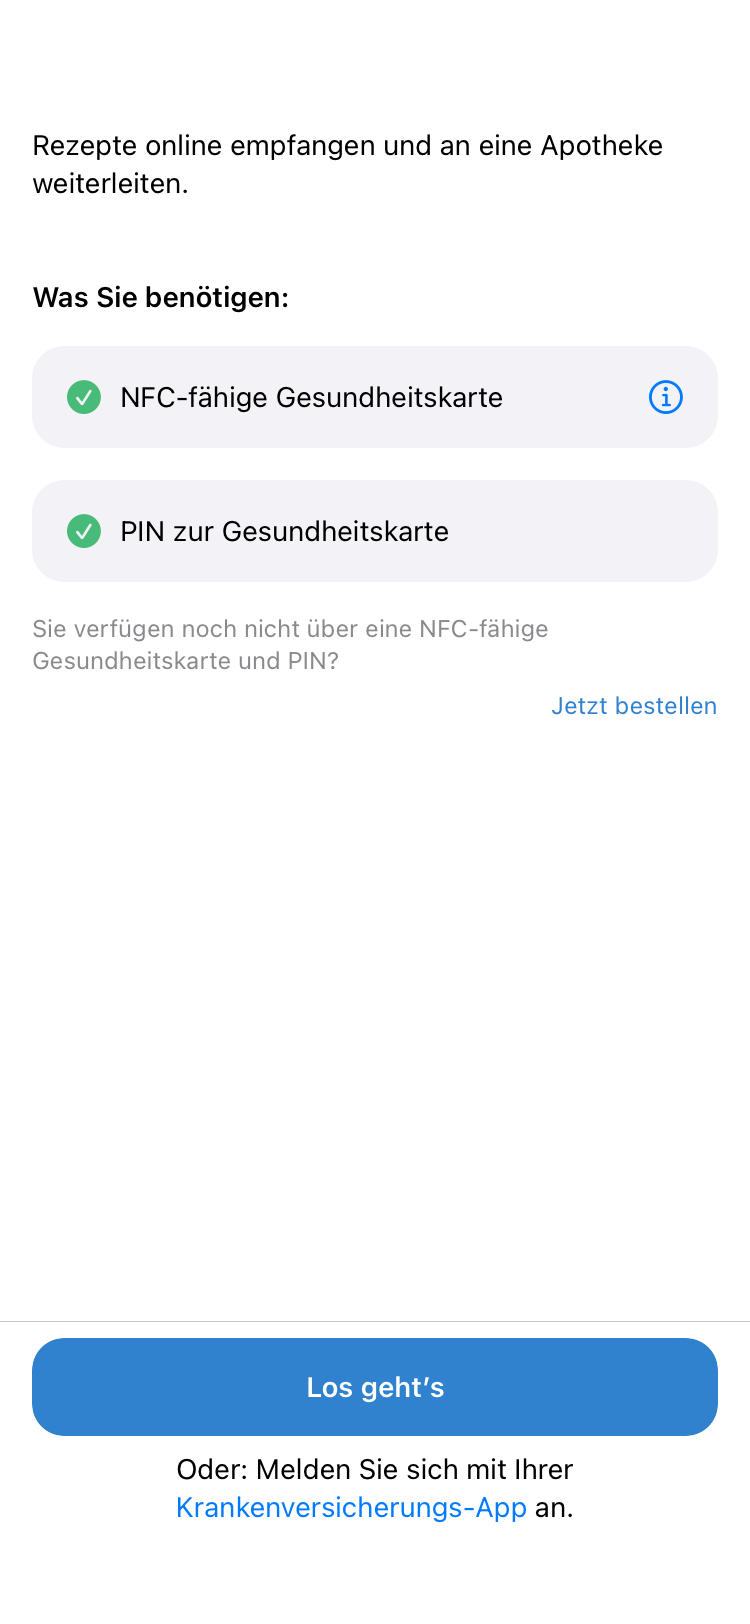 Rezepte online empfangen und an eine Apotheke
weiterleiten.
Was Sie benötigen:
NFC-fähige Gesundheitskarte
PIN zur Gesundheitskarte
Sie verfügen noch nicht über eine NFC-fähige
Gesundheitskarte und PIN?
Jetzt bestellen
Los geht’s
Oder: Melden Sie sich mit Ihrer
Krankenversicherungs-App an.